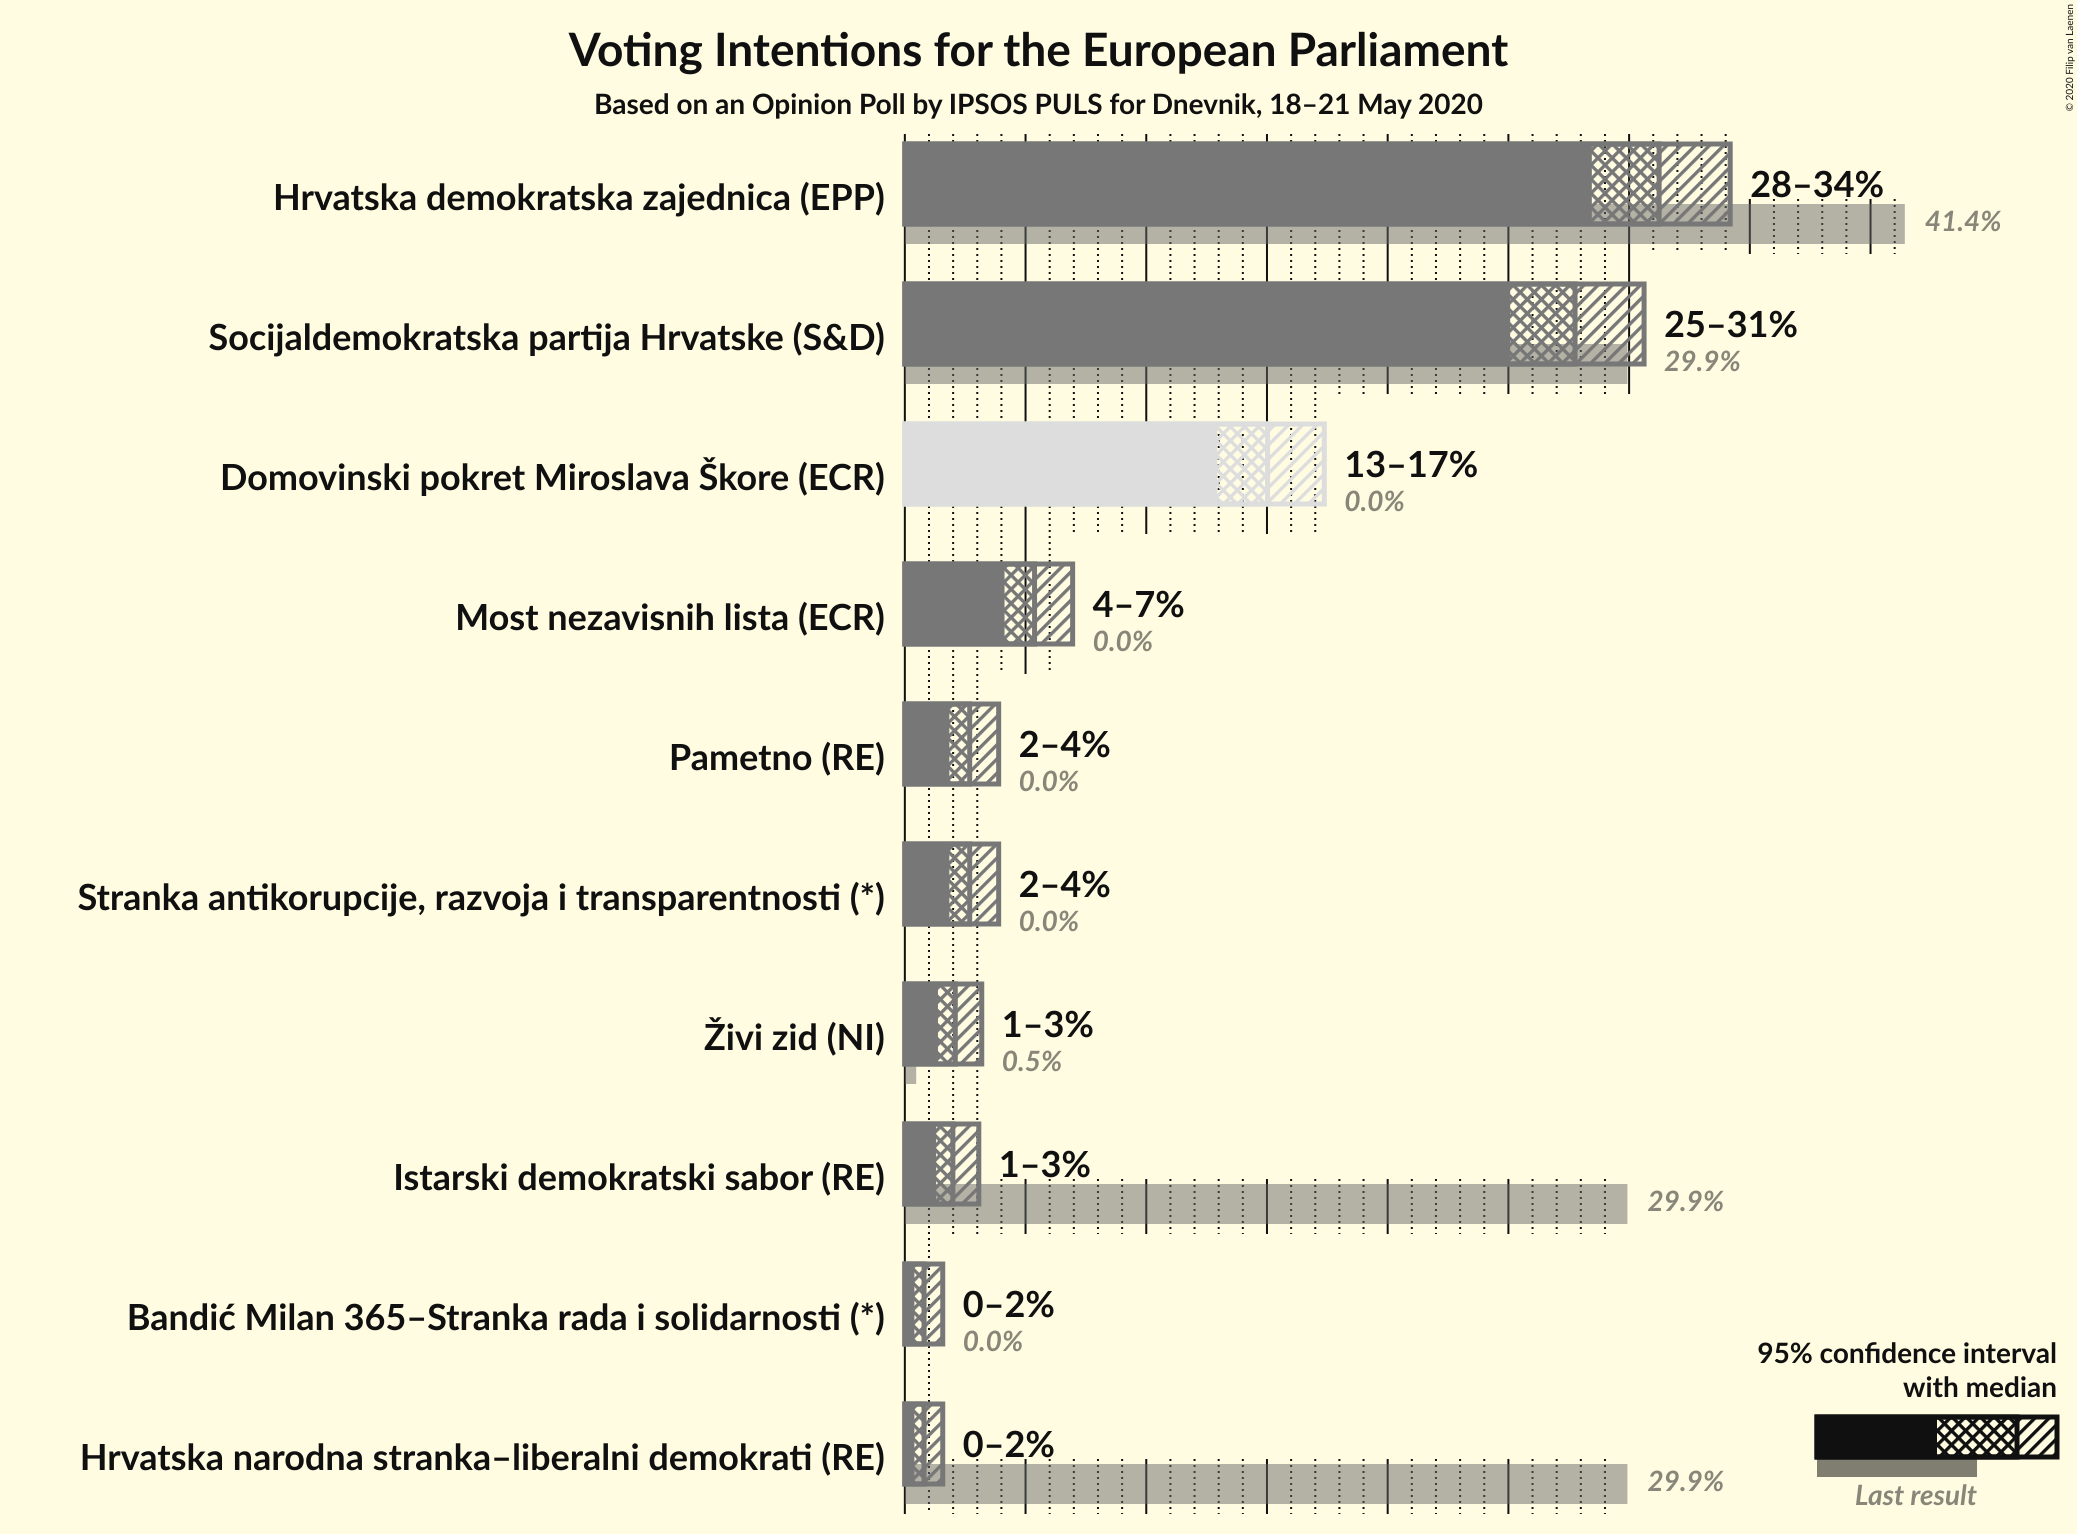 Voting Intentions for the European Parliament
Based on an Opinion Poll by IPSOS PULS for Dnevnik, 18–21 May 2020
© 2020 Filip van Laenen
Hrvatska demokratska zajednica (EPP)
28–34%
41.4%
Socijaldemokratska partija Hrvatske (S&D)
25–31%
29.9%
Domovinski pokret Miroslava Škore (ECR)
13–17%
0.0%
Most nezavisnih lista (ECR)
4–7%
0.0%
Pametno (RE)
2–4%
0.0%
Stranka antikorupcije, razvoja i transparentnosti (*)
2–4%
0.0%
Živi zid (NI)
1–3%
0.5%
Istarski demokratski sabor (RE)
1–3%
29.9%
Bandić Milan 365–Stranka rada i solidarnosti (*)
0–2%
0.0%
Hrvatska narodna stranka–liberalni demokrati (RE)
0–2%
29.9%
95% confidence interval
with median
Last result